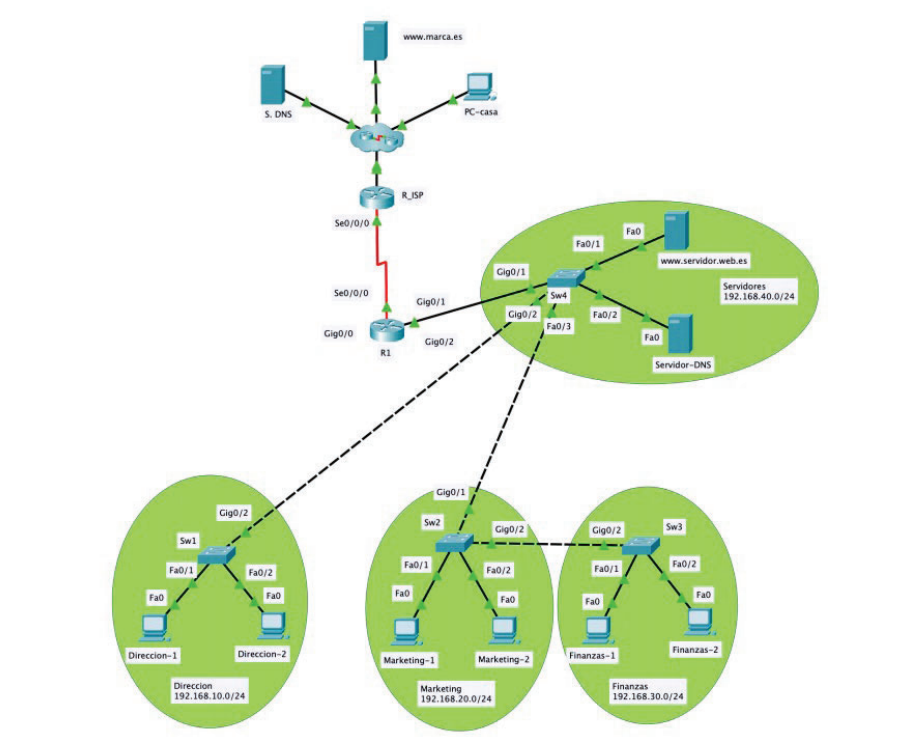 www.marca.es
S. DNS
PC-casa
R_ISP
Se0/0/0
Se0/0/0
Gig0/1
Gig0/0
Gig0/2
R1
Fa0/1
Fa0
www.servidor.web.es
Gig0/1
Sw4
Gig0/2
Fa0/3
Fa0/2
Fa0
Servidor-DNS
Servidores
192.168.40.0/24
Gig0/2
Sw1
Fa0/1
Fa0/2
Fa0
Fa0
Direccion-1
Direccion-2
Direccion
192.168.10.0/24
Gig0/1
Sw2
Gig0/2
Fa0/1
Fa0/2
Fa0
Fa0
Marketing-1
Marketing-2
Marketing
192.168.20.0/24
Gig0/2
Sw3
Fa0/1
Fa0/2
Fa0
Fa0
Finanzas-1
Finanzas-2
Finanzas
192.168.30.0/24